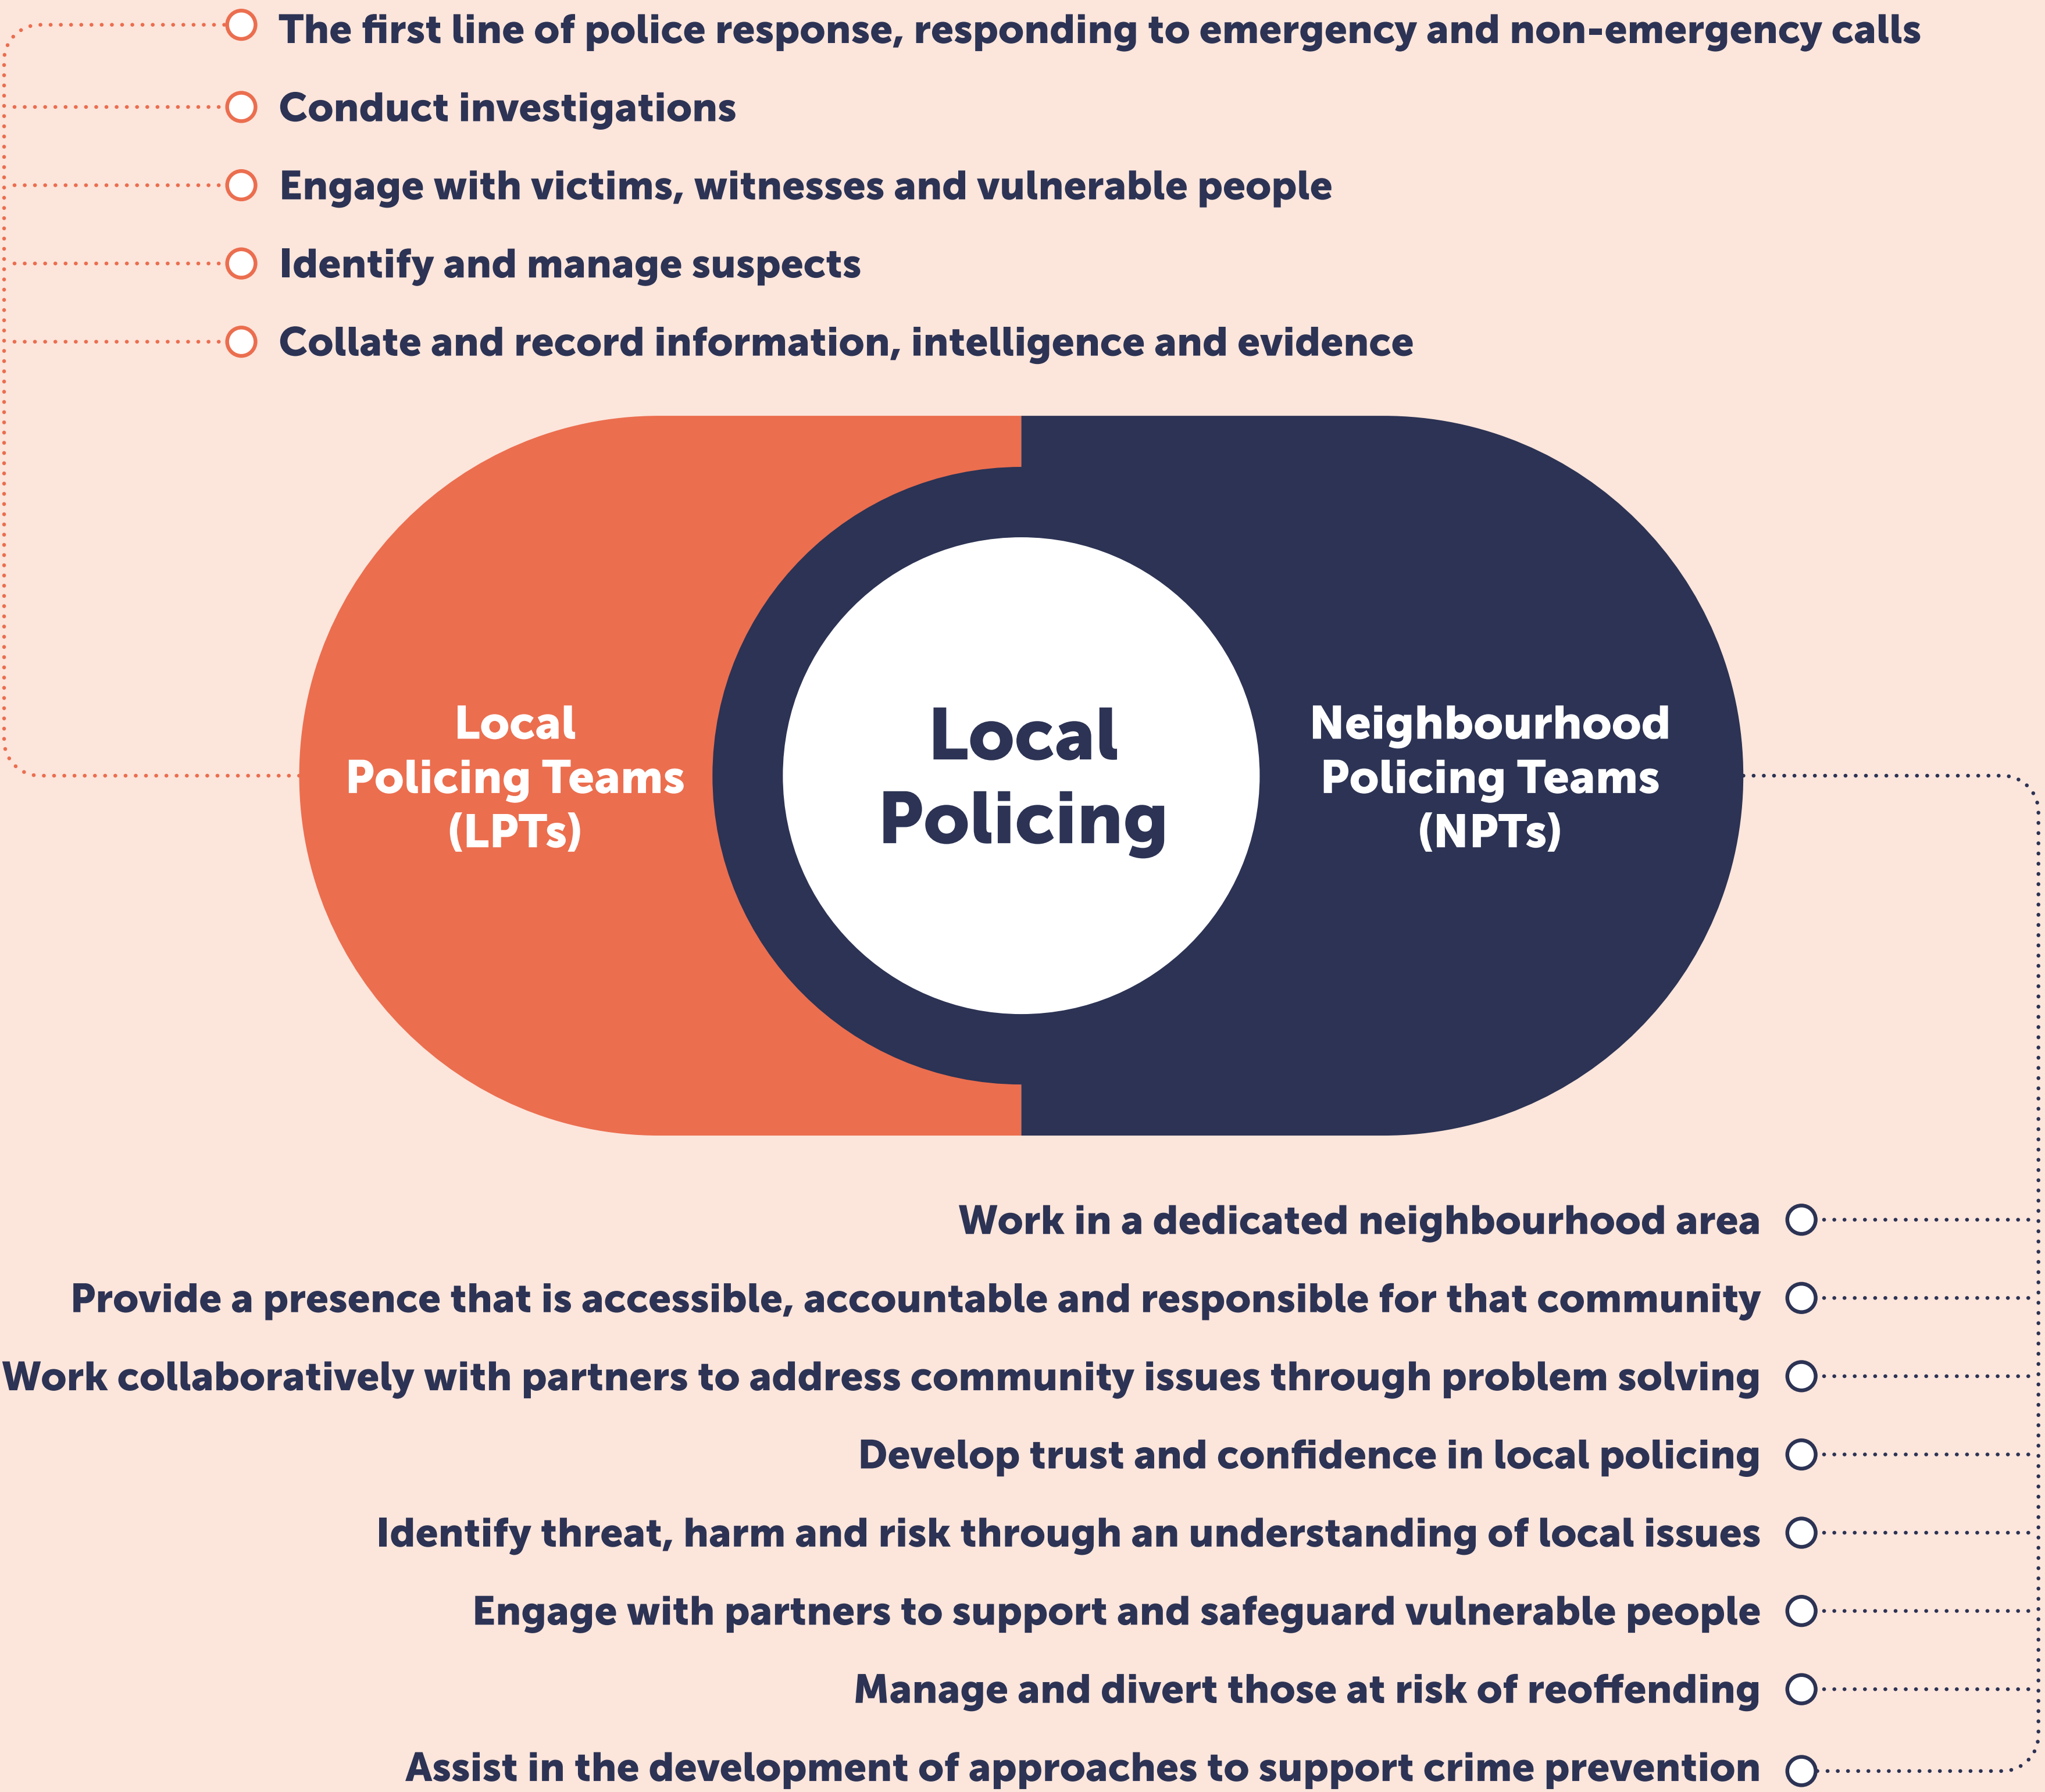 The first line of police response, responding to emergency and non-emergency calls
Conduct investigations
Engage with victims, witnesses and vulnerable people
Identify and manage suspects
Collate and record information, intelligence and evidence
Local
Policing Teams
(LPTs)
Local
Policing
Neighbourhood
Policing Teams
(NPTs)
Work in a dedicated neighbourhood area
Provide a presence that is accessible, accountable and responsible for that community
Work collaboratively with partners to address community issues through problem solving
Develop trust and confidence in local policing
Identify threat, harm and risk through an understanding of local issues
Engage with partners to support and safeguard vulnerable people
Manage and divert those at risk of reoffending
Assist in the development of approaches to support crime prevention